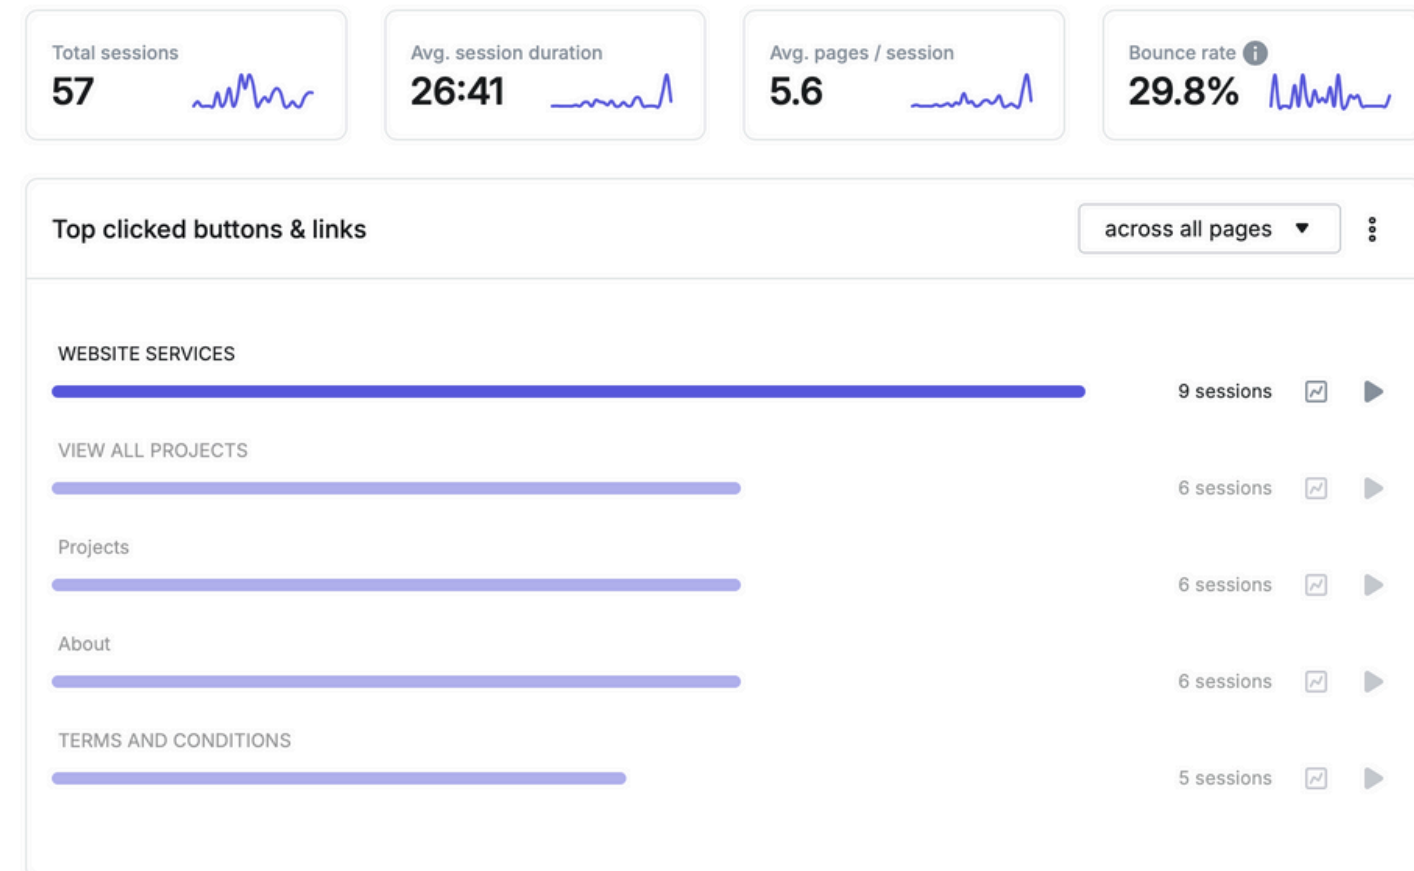 Total sessions
57
Avg. session duration
26:41
Avg. pages / session
5.6
Bounce rate
29.8%
Top clicked buttons & links
across all pages
WEBSITE SERVICES
9 sessions
VIEW ALL PROJECTS
6 sessions
Projects
6 sessions
About
6 sessions
TERMS AND CONDITIONS
5 sessions